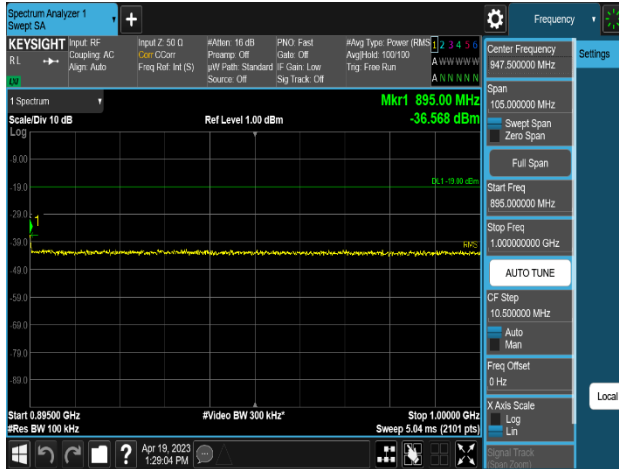 Spectrum Analyzer 1
Swept SA
+
Frequency
KEYSIGHT
RL
Input: RF
Coupling: AC
Align: Auto
Input Z: 50 Ω
Corr CCorr
Freq Ref: Int (S)
#Atten: 16 dB
Preamp: Off
µW Path: Standard
Source: Off
PNO: Fast
Gate: Off
IF Gain: Low
Sig Track: Off
#Avg Type: Power (RMS
Avg|Hold: 100/100
Trig: Free Run
1 2 3 4 5 6
A W W W W W
A N N N N N
1 Spectrum
Scale/Div 10 dB
Log
Ref Level 1.00 dBm
Mkr1 895.00 MHz
-36.568 dBm
-9.00
-19.0
DL1 -19.00 dBm
-29.0
1
-39.0
RMS
-49.0
-59.0
-69.0
-79.0
-89.0
Start 0.89500 GHz
#Video BW 300 kHz*
Stop 1.00000 GHz
#Res BW 100 kHz
Sweep 5.04 ms (2101 pts)
?
Apr 19, 2023
1:29:04 PM
Center Frequency
947.500000 MHz
Settings
Span
105.000000 MHz
Swept Span
Zero Span
Full Span
Start Freq
895.000000 MHz
Stop Freq
1.000000000 GHz
AUTO TUNE
CF Step
10.500000 MHz
Auto
Man
Freq Offset
0 Hz
X Axis Scale
Log
Lin
Local
Signal Track
(Span Zoom)